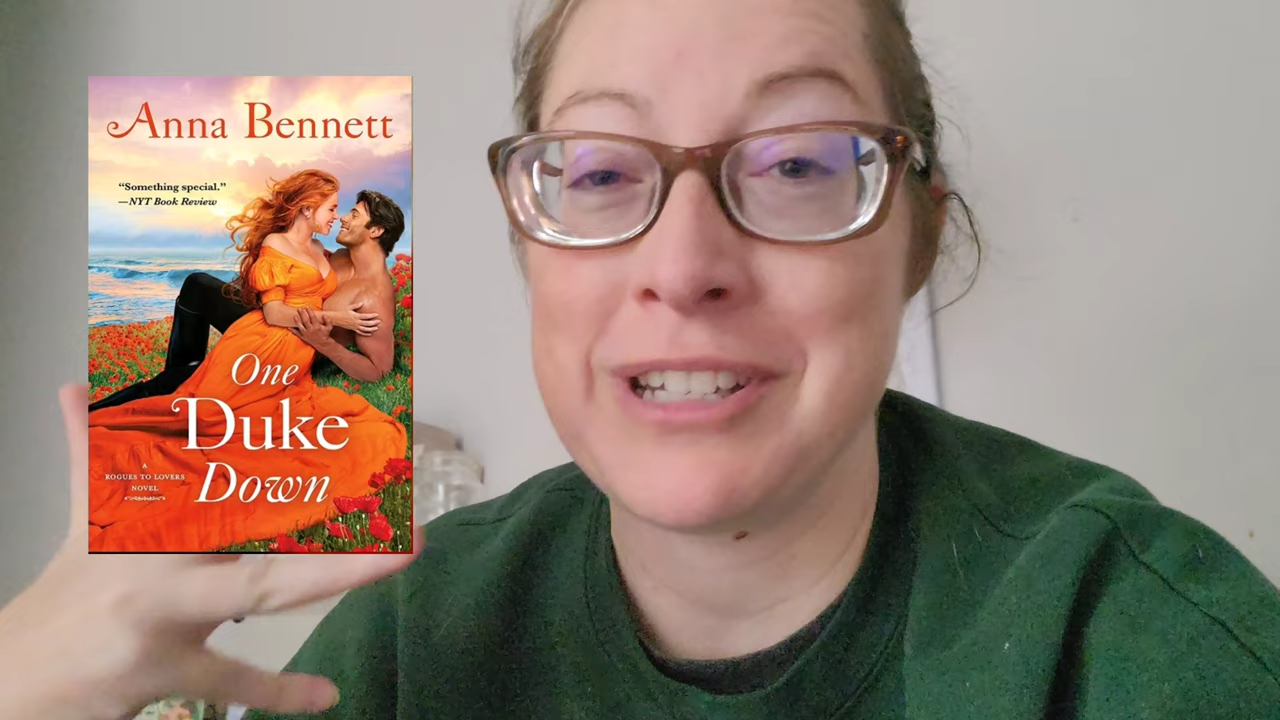 Anna Bennett
“Something special.”
—NYT Book Review
One
Duke
Down
A
ROGUES TO LOVERS
NOVEL